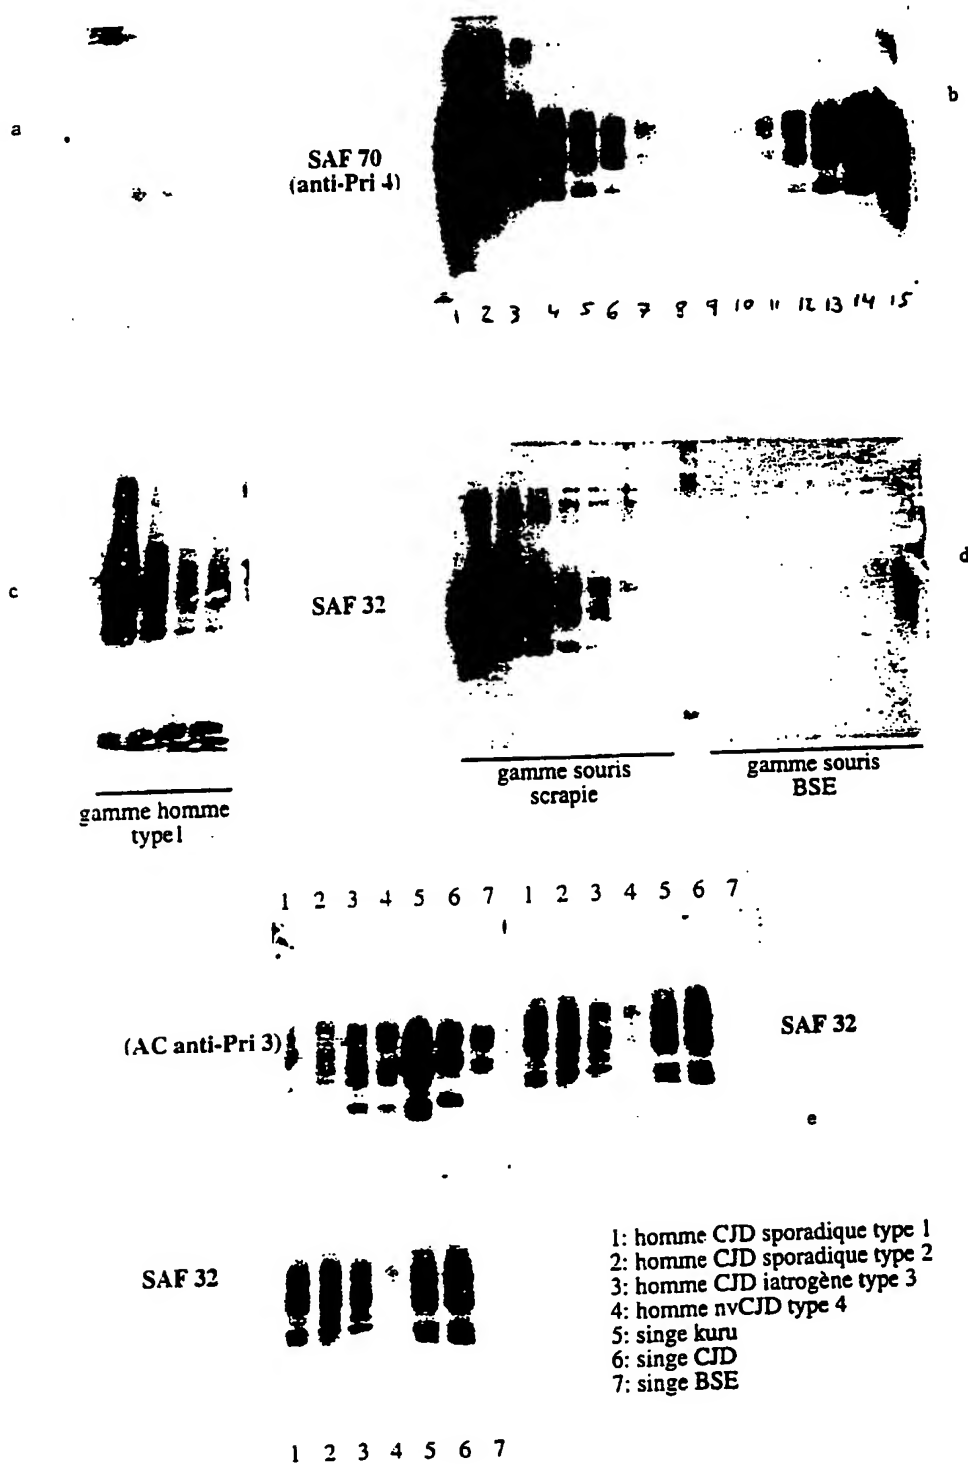 a
b
SAF 70
(anti-Pri 4)
1 2 3 4 5 6 7 8 9 10 11 12 13 14 15
c
SAF 32
d
gamme souris
scrapie
gamme souris
BSE
gamme homme
type1
1 2 3 4 5 6 7 1 2 3 4 5 6 7
(AC anti-Pri 3)
SAF 32
e
SAF 32
1: homme CJD sporadique type 1
2: homme CJD sporadique type 2
3: homme CJD iatrogène type 3
4: homme nvCJD type 4
5: singe kuru
6: singe CJD
7: singe BSE
1 2 3 4 5 6 7